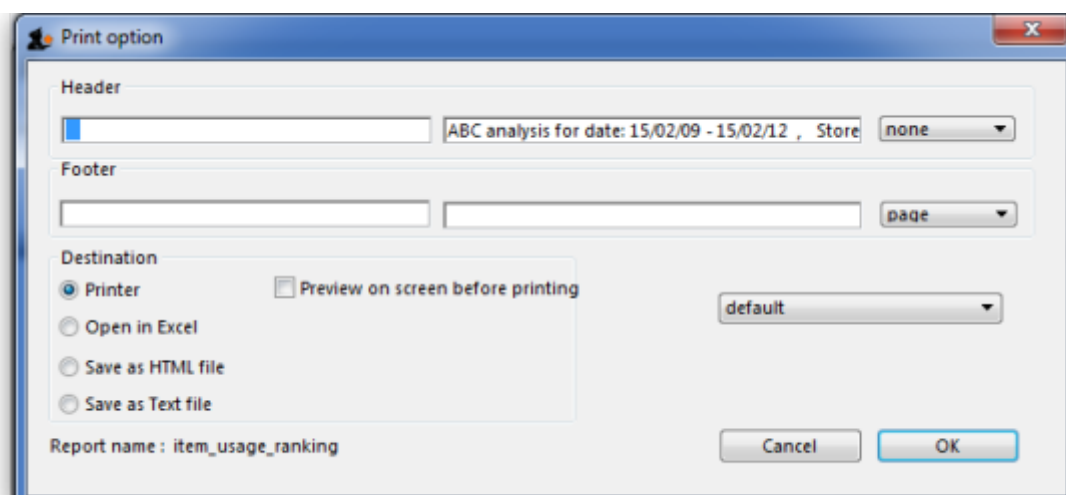 Print option
Header
ABC analysis for date: 15/02/09 - 15/02/12 , Store
none
Footer
page
Destination
Printer
Preview on screen before printing
default
Open in Excel
Save as HTML file
Save as Text file
Report name : item_usage_ranking
Cancel
OK